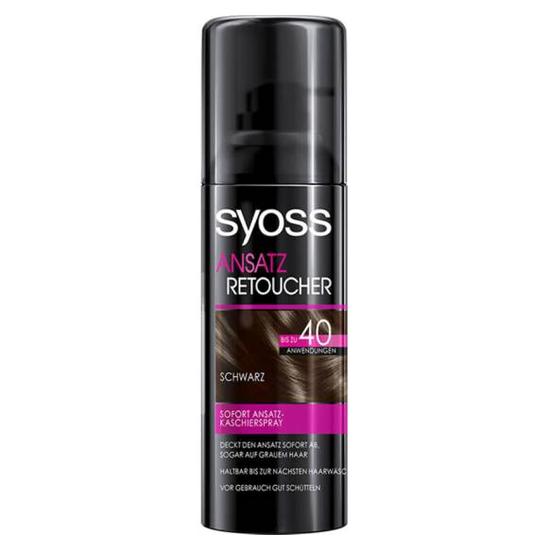 syoss
ANSATZ
RETOUCHER
BIS ZU 40
ANWENDUNGEN
SCHWARZ
SOFORT ANSATZ-
KASCHIERSPRAY
DECKT DEN ANSATZ SOFORT AB,
SOGAR AUF GRAUEM HAAR
HALTBAR BIS ZUR NÄCHSTEN HAARWÄSC
VOR GEBRAUCH GUT SCHÜTTELN